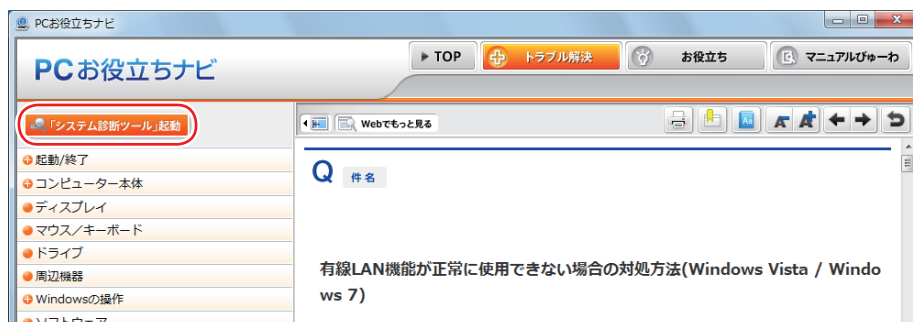 PCお役立ちナビ
PCお役立ちナビ
TOP
トラブル解決
お役立ち
マニュアルびゅーわ
「システム診断ツール」起動
Webでもっと見る
起動/終了
コンピューター本体
ディスプレイ
マウス/キーボード
ドライブ
周辺機器
Windowsの操作
Q 件名
有線LAN機能が正常に使用できない場合の対処方法(Windows Vista / Windo
ws 7)